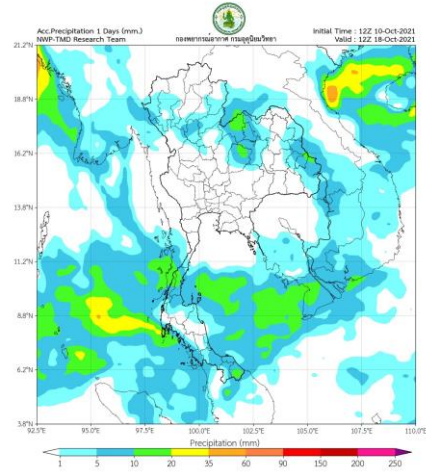 Acc.Precipitation 1 Days (mm.)
NWP-TMD Research Team
กองพยากรณ์อากาศ กรมอุตุนิยมวิทยา
Initial Time : 12Z 10-Oct-2021
Valid : 12Z 18-Oct-2021
21.2°N
18.8°N
16.2°N
13.8°N
11.2°N
8.8°N
6.2°N
3.8°N
92.5°E 95.0°E 97.5°E 100.0°E 102.5°E 105.0°E 107.5°E 110.0°E
Precipitation (mm)
1 5 10 20 35 60 90 150 200 250